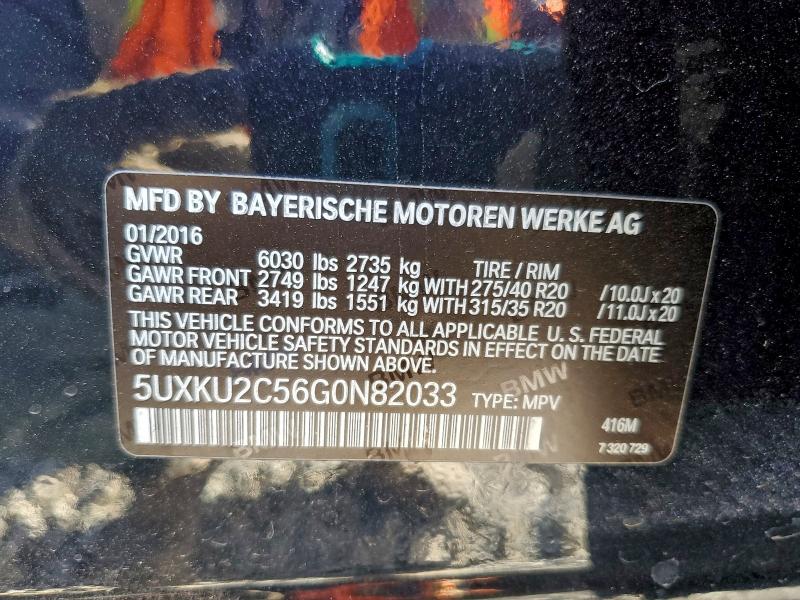 MFD BY BAYERISCHE MOTOREN WERKE AG
01/2016
GVWR 6030 lbs 2735 kg TIRE / RIM
GAWR FRONT 2749 lbs 1247 kg WITH 275/40 R20 /10.0J x 20
GAWR REAR 3419 lbs 1551 kg WITH 315/35 R20 /11.0J x 20
THIS VEHICLE CONFORMS TO ALL APPLICABLE U. S. FEDERAL
MOTOR VEHICLE SAFETY STANDARDS IN EFFECT ON THE DATE
OF MANUFACTURE SHOWN ABOVE.
5UXKU2C56G0N82033 TYPE: MPV
416M
7 320 729
BMW